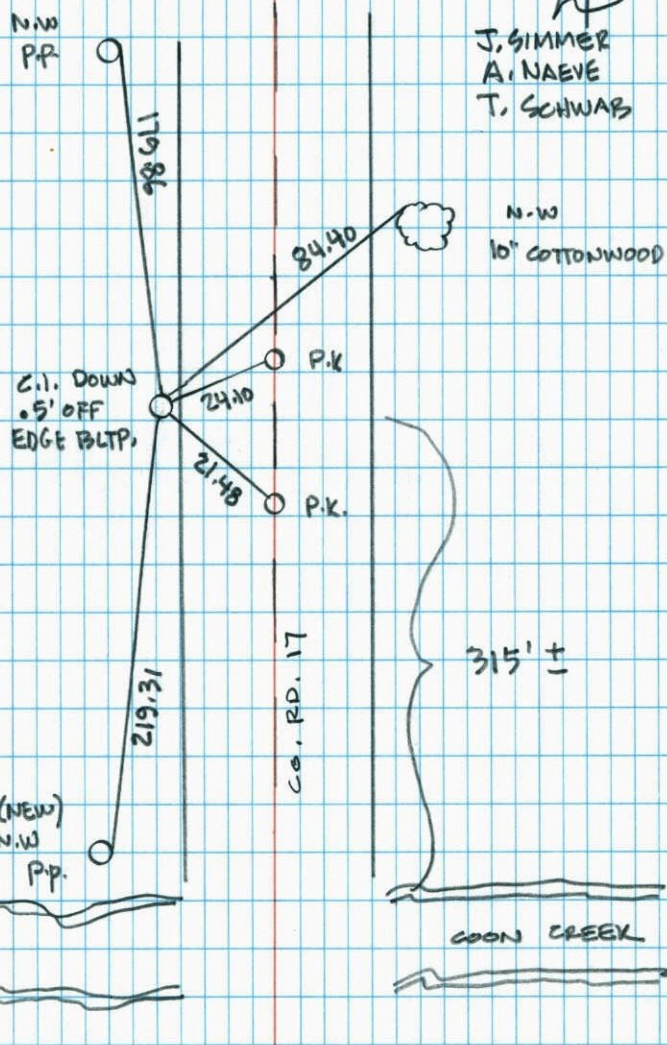 N.W
P.P.
J. SIMMER
A. NAEVE
T. SCHWAB
179.86
84.40
N.W
10" COTTONWOOD
P.K
C.I. DOWN
.5' OFF
EDGE BLTP.
24.10
21.48
P.K.
315' ±
CO. RD. 17
219.31
(NEW)
N.W
P.P.
COON CREEK